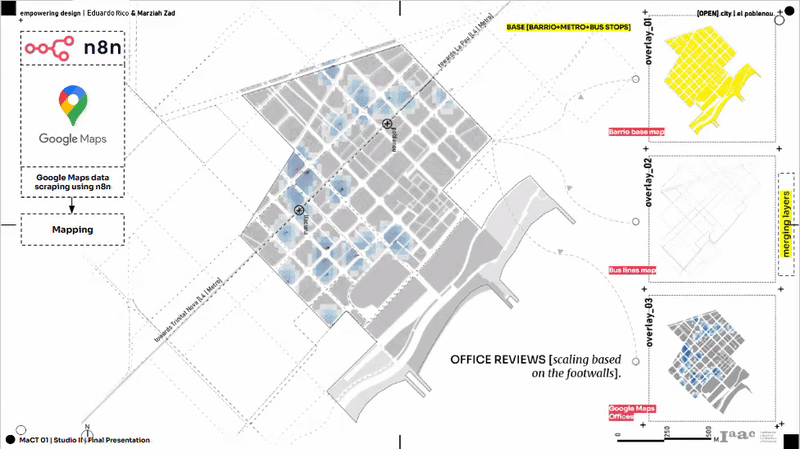 empowering design | Eduardo Rico & Marziah Zad
[OPEN] city | el poblenou
BASE [BARRIO+METRO+BUS STOPS]
n8n
Google Maps
Google Maps data
scraping using n8n
Mapping
towards La Pau [L4 | Metro]
poblenou
llacuna
towards Trinitat Nova [L4 | Metro]
OFFICE REVIEWS [scaling based
on the footwalls].
overlay_01
Barrio base map
overlay_02
Bus lines map
overlay_03
Google Maps
Offices
merging layers
N
MaCT 01 | Studio II | Final Presentation
0
250
500
M
Iaac